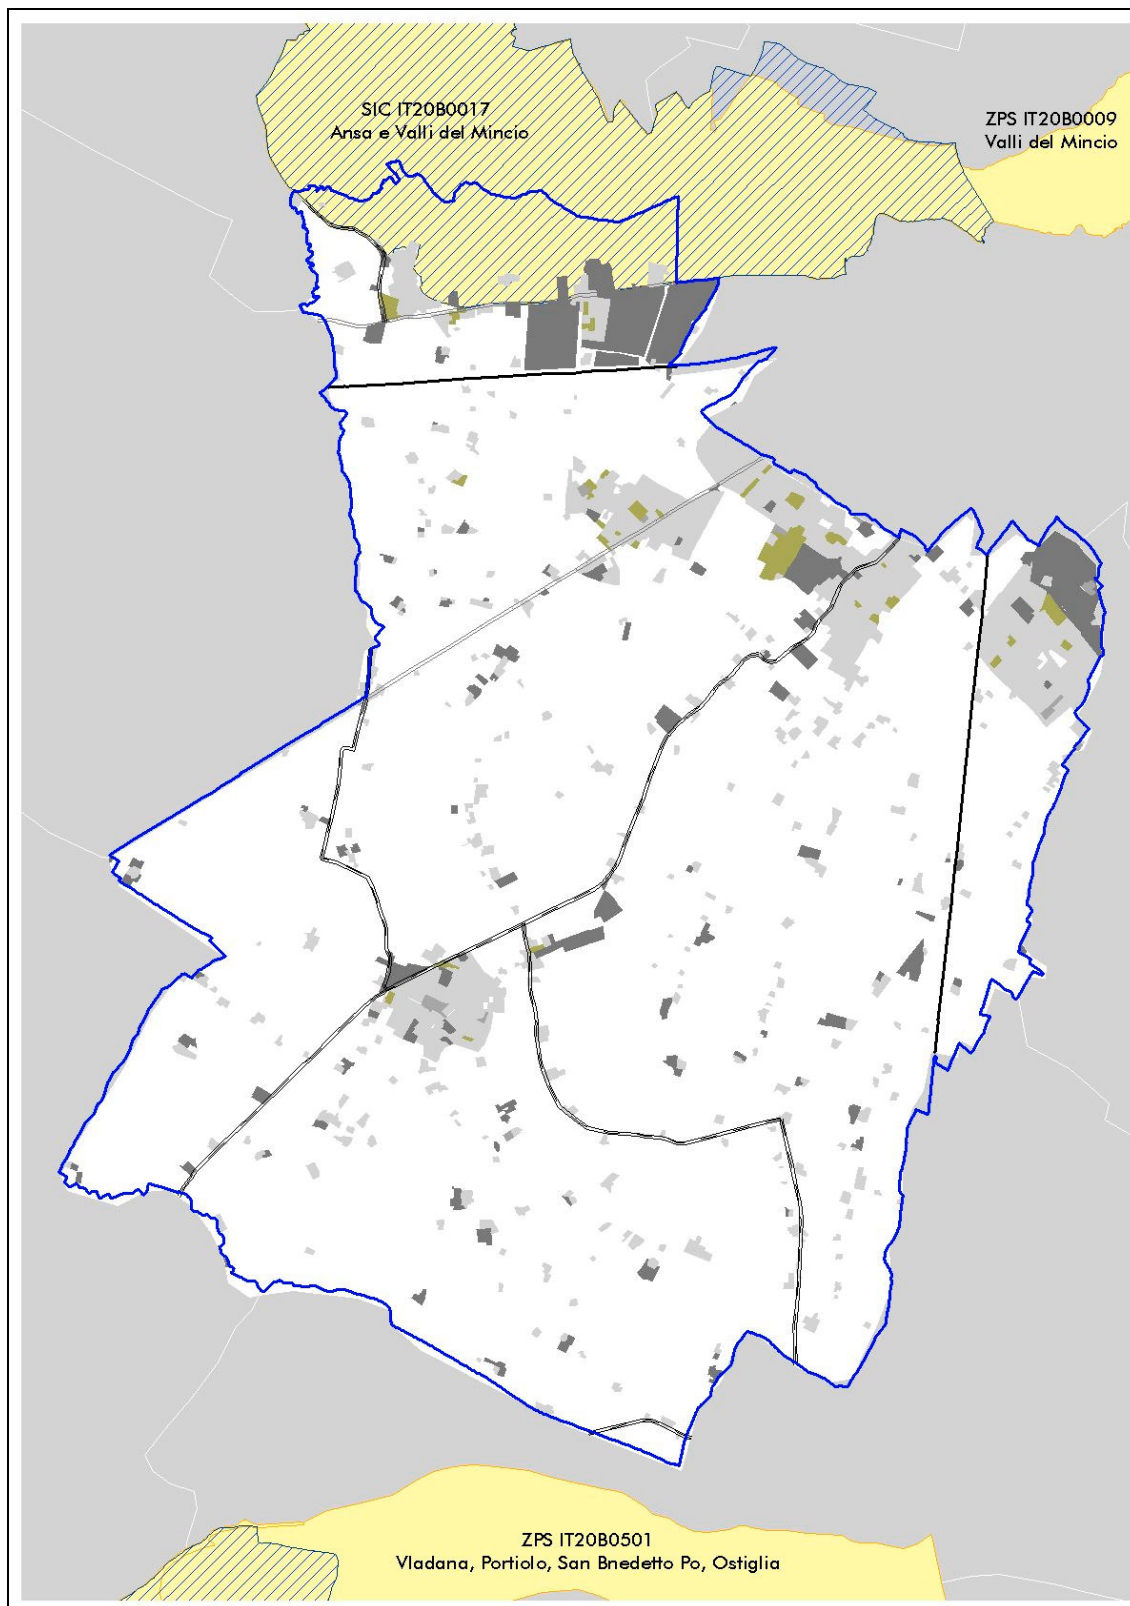 SIC IT20B0017
Ansa e Valli del Mincio
ZPS IT20B0009
Valli del Mincio
ZPS IT20B0501
Vladana, Portiolo, San Bnedetto Po, Ostiglia